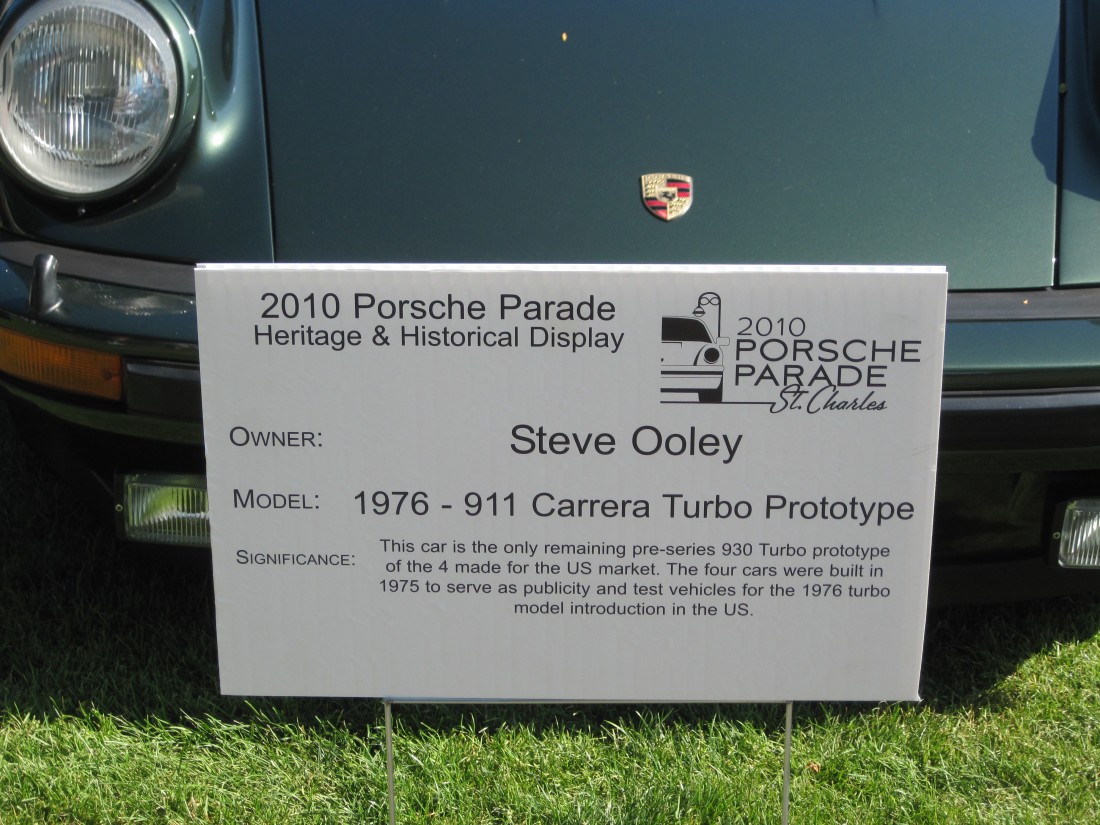 2010 Porsche Parade
Heritage & Historical Display
2010
PORSCHE
PARADE
St. Charles
OWNER:
Steve Ooley
MODEL:
1976 - 911 Carrera Turbo Prototype
SIGNIFICANCE:
This car is the only remaining pre-series 930 Turbo prototype
of the 4 made for the US market. The four cars were built in
1975 to serve as publicity and test vehicles for the 1976 turbo
model introduction in the US.